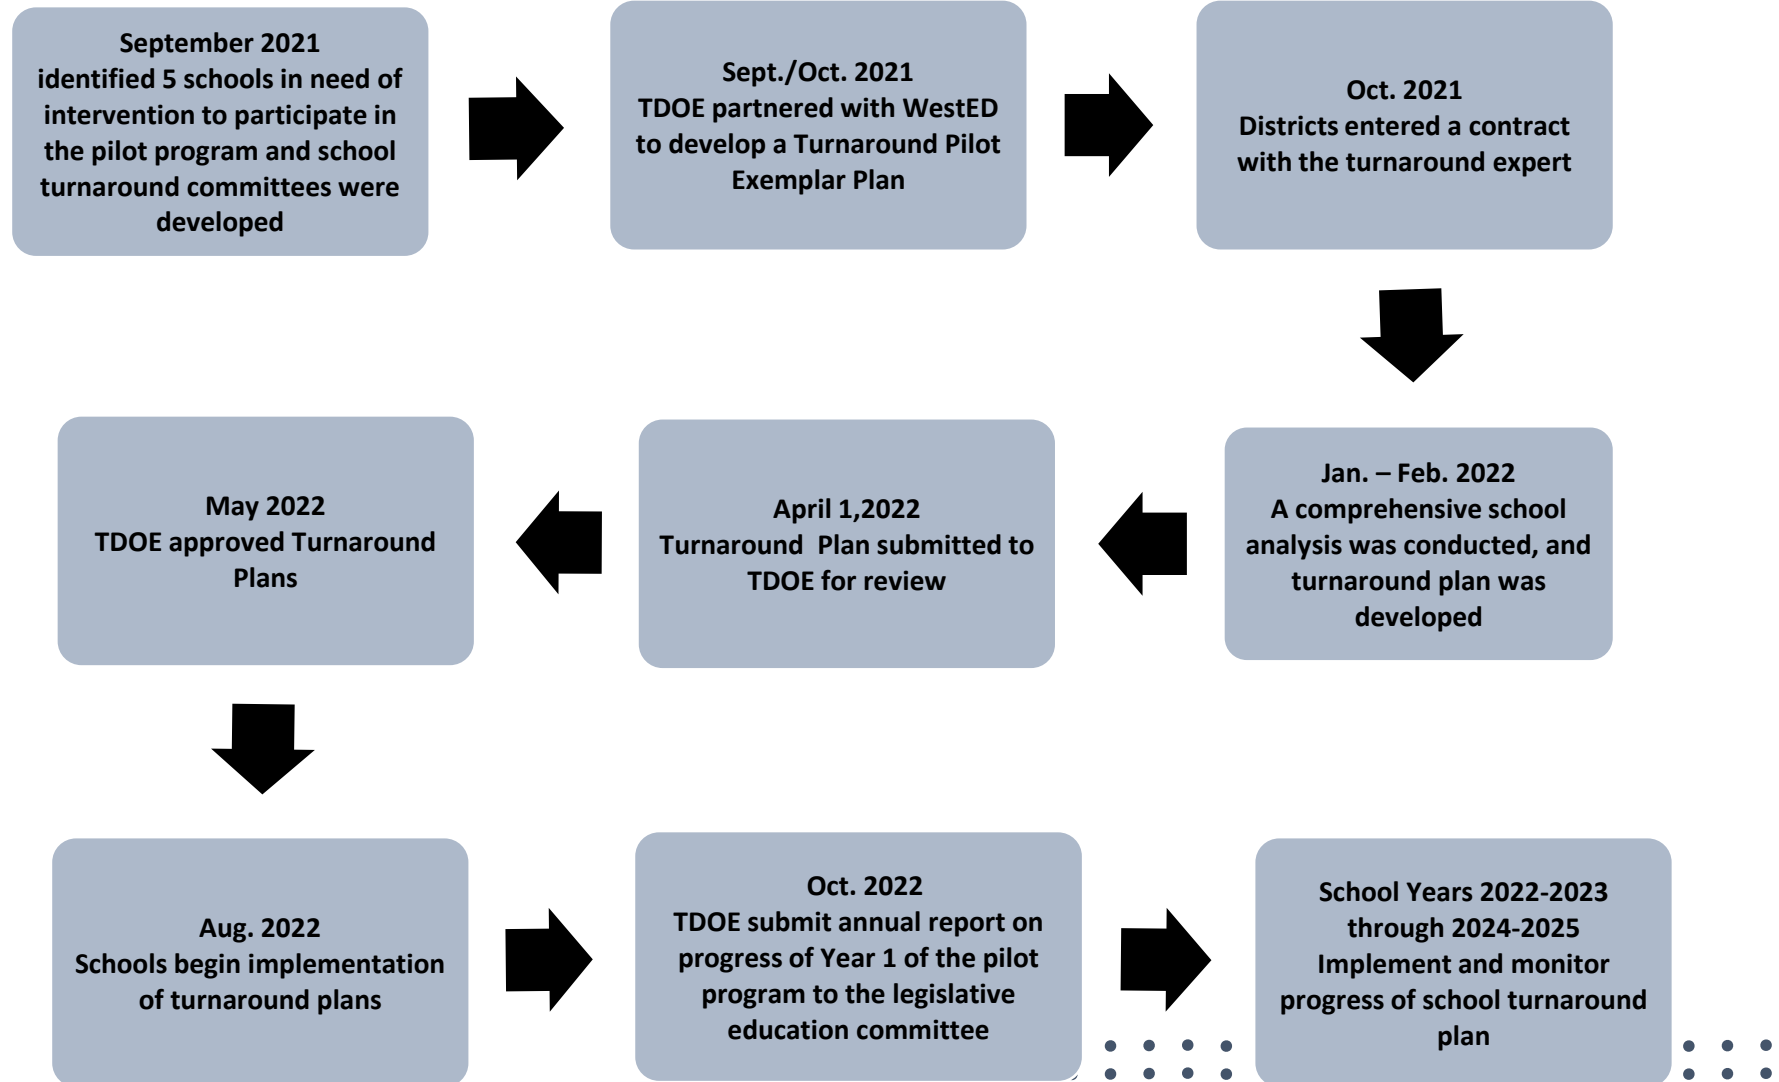 September 2021
identified 5 schools in need of
intervention to participate in
the pilot program and school
turnaround committees were
developed
Sept./Oct. 2021
TDOE partnered with WestED
to develop a Turnaround Pilot
Exemplar Plan
Oct. 2021
Districts entered a contract
with the turnaround expert
Jan. – Feb. 2022
A comprehensive school
analysis was conducted, and
turnaround plan was
developed
April 1,2022
Turnaround  Plan submitted to
TDOE for review
May 2022
TDOE approved Turnaround
Plans
Aug. 2022
Schools begin implementation
of turnaround plans
Oct. 2022
TDOE submit annual report on
progress of Year 1 of the pilot
program to the legislative
education committee
School Years 2022-2023
through 2024-2025
Implement and monitor
progress of school turnaround
plan